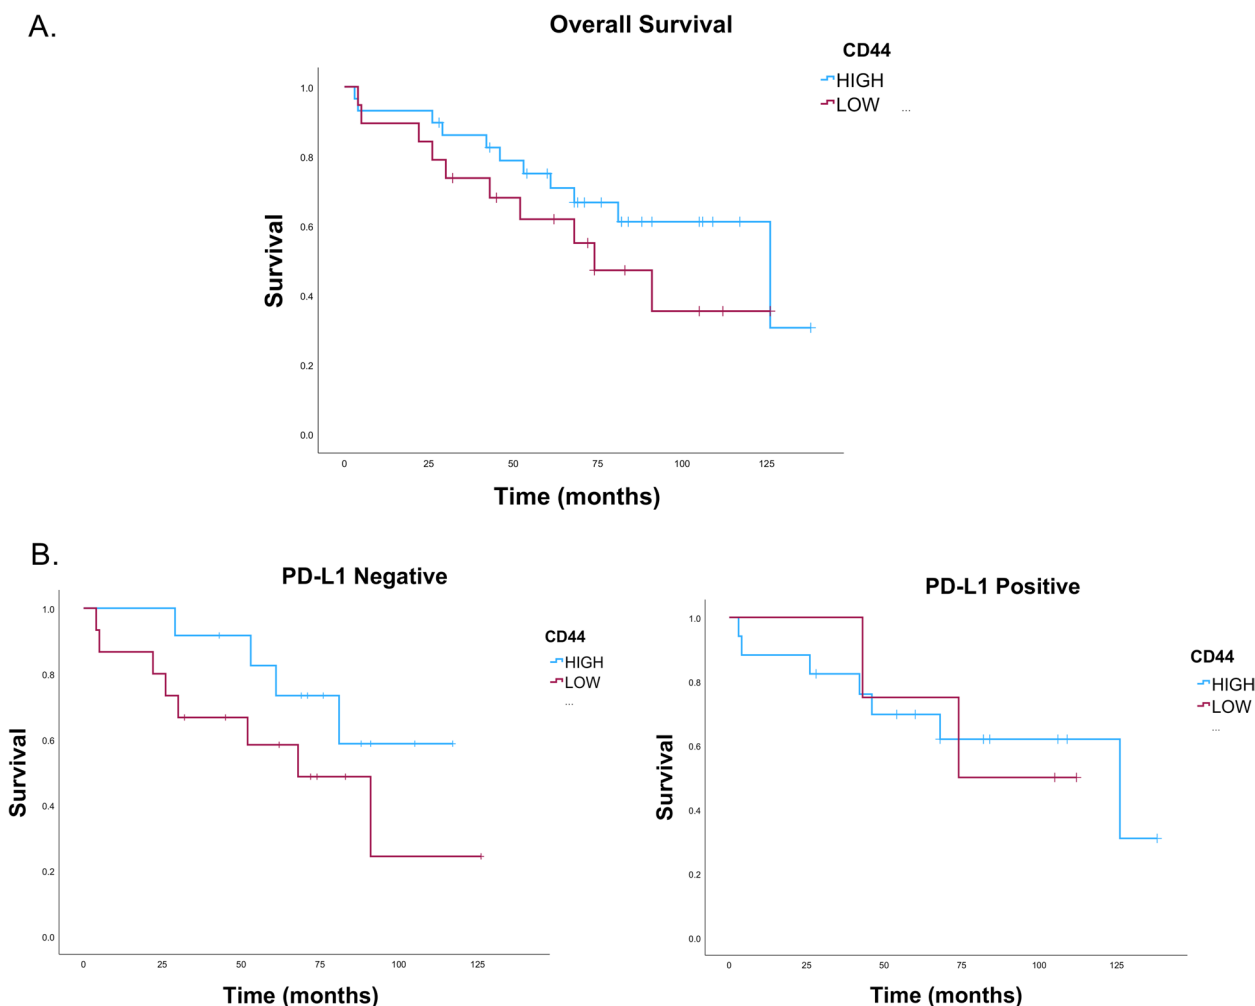 A.
Overall Survival
CD44
HIGH
LOW
...
1.0
0.8
0.6
0.4
0.2
0.0
Survival
0 25 50 75 100 125
Time (months)
B.
PD-L1 Negative
CD44
HIGH
LOW
...
1.0
0.8
0.6
0.4
0.2
0.0
Survival
0 25 50 75 100 125
Time (months)
PD-L1 Positive
CD44
HIGH
LOW
...
1.0
0.8
0.6
0.4
0.2
0.0
Survival
0 25 50 75 100 125
Time (months)